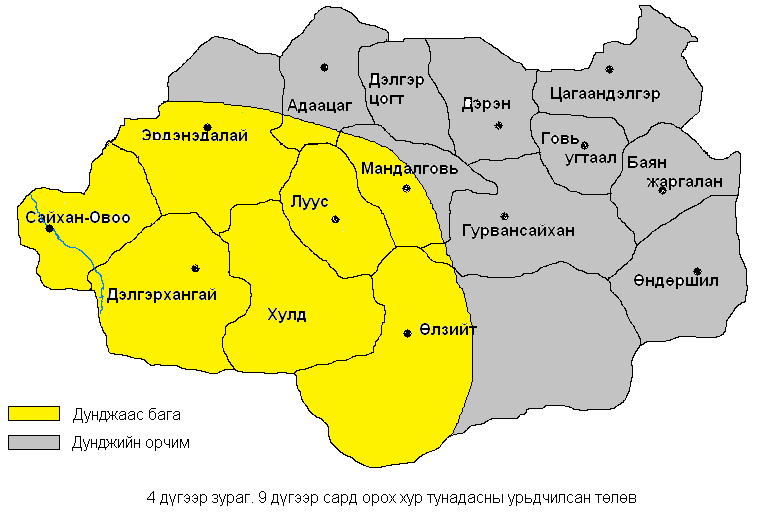 Адаацаг
Дэлгэр
цогт
Дэрэн
Цагаандэлгэр
Эрдэнэдалай
Мандалговь
Говь
угтаал
Баян
жаргалан
Луус
Сайхан-Овоо
Гурвансайхан
Дэлгэрхангай
Хулд
Өндөршил
Өлзийт
Дунджаас бага
Дунджийн орчим
4 дүгээр зураг. 9 дүгээр сард орох хур тунадасны урьдчилсан төлөв